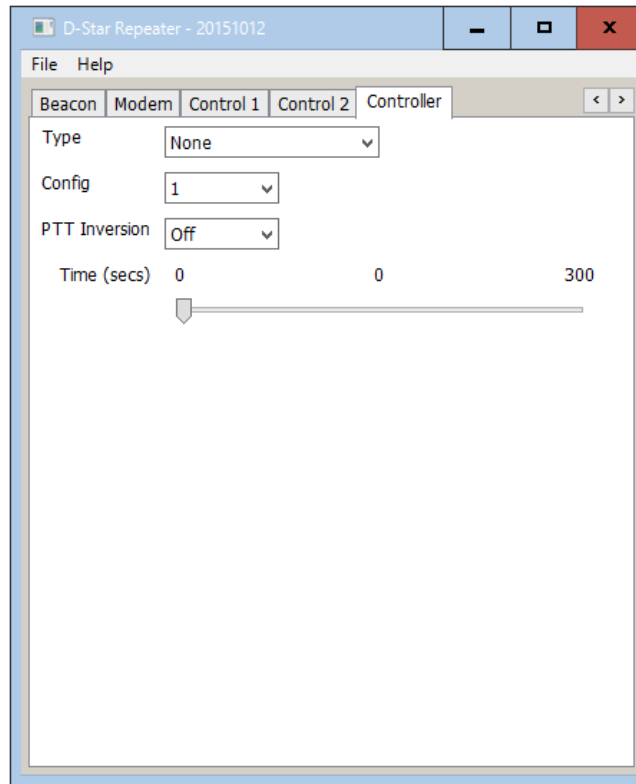 D-Star Repeater - 20151012
File Help
Beacon Modem Control 1 Control 2 Controller
Type None
Config 1
PTT Inversion Off
Time (secs) 0 0 300